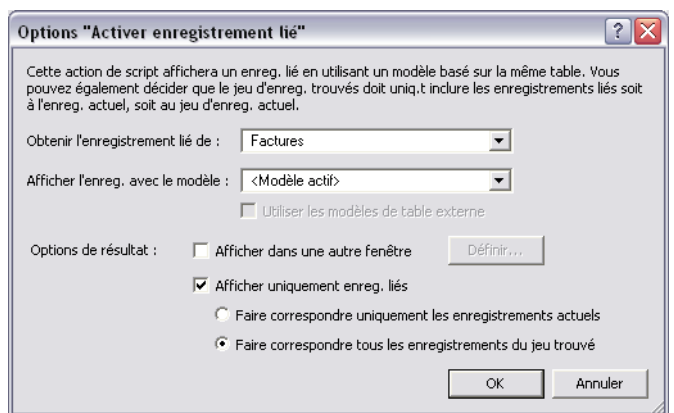 Options "Activer enregistrement lié"
Cette action de script affichera un enreg. lié en utilisant un modèle basé sur la même table. Vous
pouvez également décider que le jeu d'enreg. trouvés doit uniq.t inclure les enregistrements liés soit
à l'enreg. actuel, soit au jeu d'enreg. actuel.
Obtenir l'enregistrement lié de : Factures
Afficher l'enreg. avec le modèle : <Modèle actif>
Utiliser les modèles de table externe
Options de résultat : Afficher dans une autre fenêtre Définir...
Afficher uniquement enreg. liés
Faire correspondre uniquement les enregistrements actuels
Faire correspondre tous les enregistrements du jeu trouvé
OK Annuler